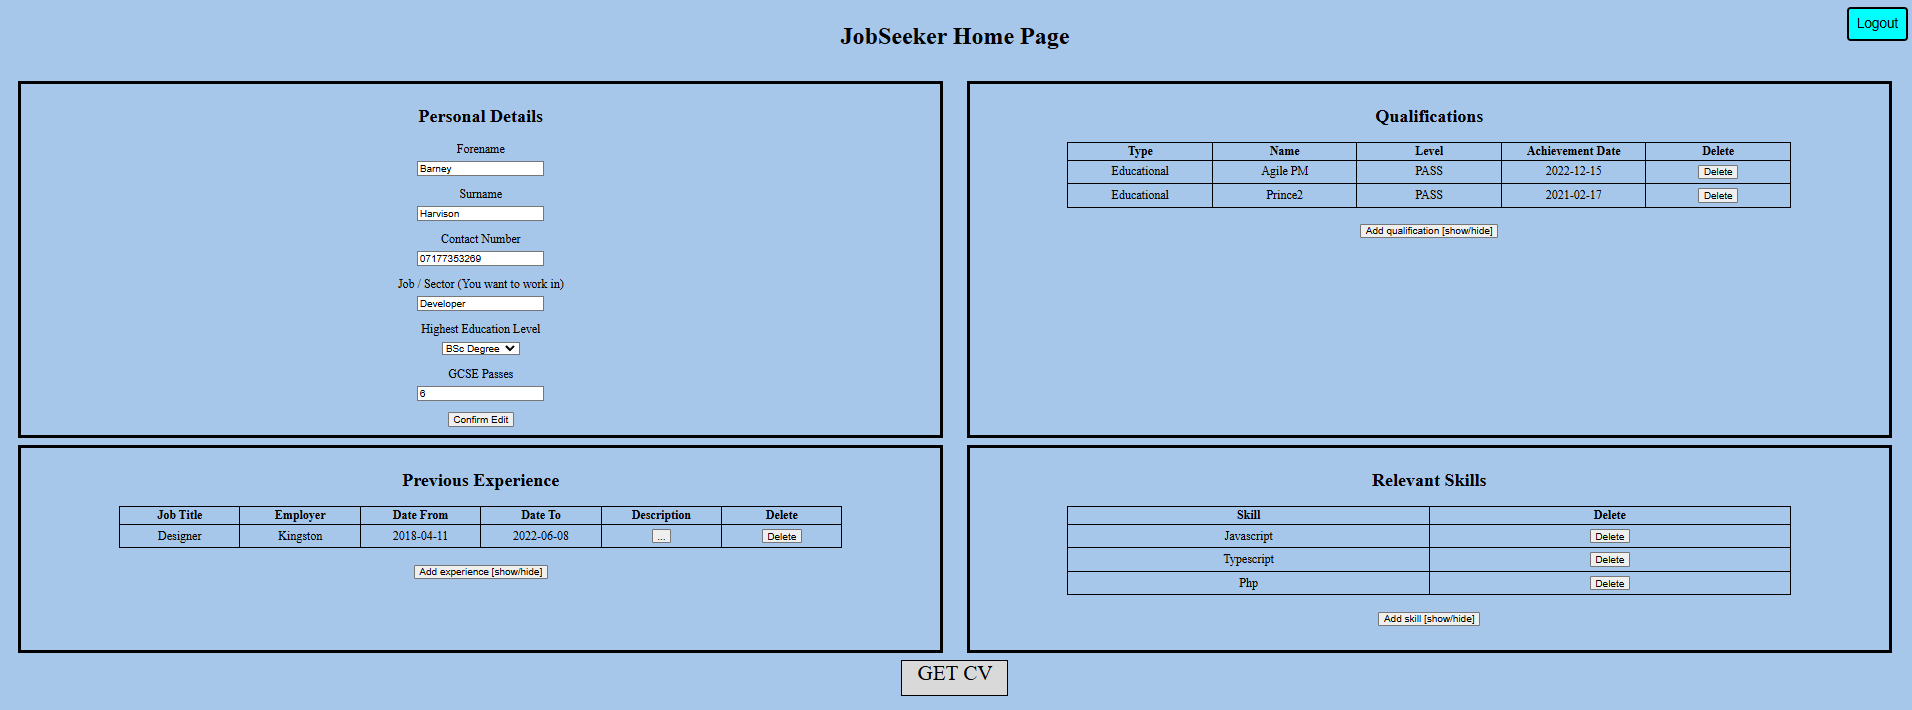 JobSeeker Home Page
Logout
Personal Details
Forename
Barney
Surname
Harvison
Contact Number
07177353269
Job / Sector (You want to work in)
Developer
Highest Education Level
BSc Degree
GCSE Passes
6
Confirm Edit
Qualifications
Type Name Level Achievement Date Delete
Educational Agile PM PASS 2022-12-15 Delete
Educational Prince2 PASS 2021-02-17 Delete
Add qualification [show/hide]
Previous Experience
Job Title Employer Date From Date To Description Delete
Designer Kingston 2018-04-11 2022-06-08 ... Delete
Add experience [show/hide]
Relevant Skills
Skill Delete
Javascript Delete
Typescript Delete
Php Delete
Add skill [show/hide]
GET CV